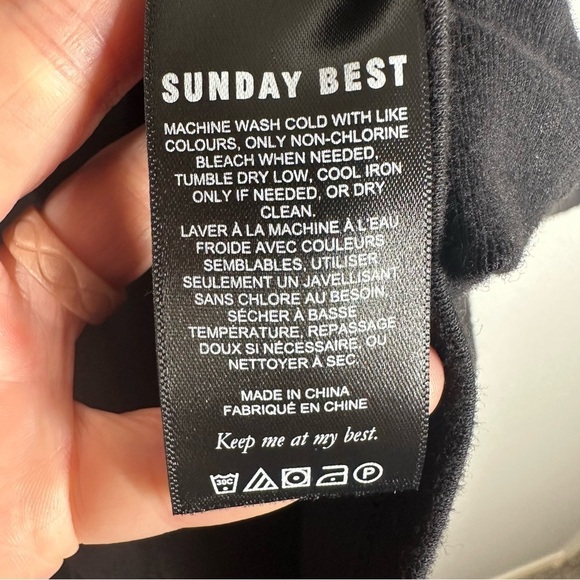 SUNDAY BEST
MACHINE WASH COLD WITH LIKE
COLOURS, ONLY NON-CHLORINE
BLEACH WHEN NEEDED,
TUMBLE DRY LOW, COOL IRON
ONLY IF NEEDED, OR DRY
CLEAN.
LAVER À LA MACHINE À L'EAU
FROIDE AVEC COULEURS
SEMBLABLES, UTILISER
SEULEMENT UN JAVELLISANT
SANS CHLORE AU BESOIN,
SÉCHER À BASSE
TEMPÉRATURE, REPASSAGE
DOUX SI NÉCESSAIRE, OU
NETTOYER À SEC.
MADE IN CHINA
FABRIQUÉ EN CHINE
Keep me at my best.
30C P